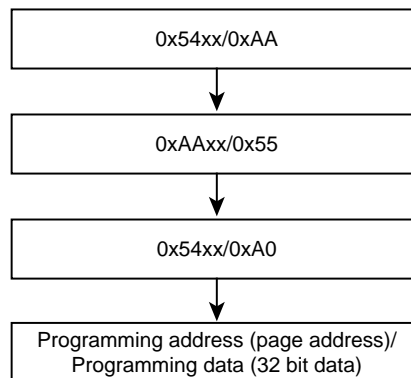 0x54xx/0xAA
0xAAxx/0x55
0x54xx/0xA0
Programming address (page address)/
Programming data (32 bit data)